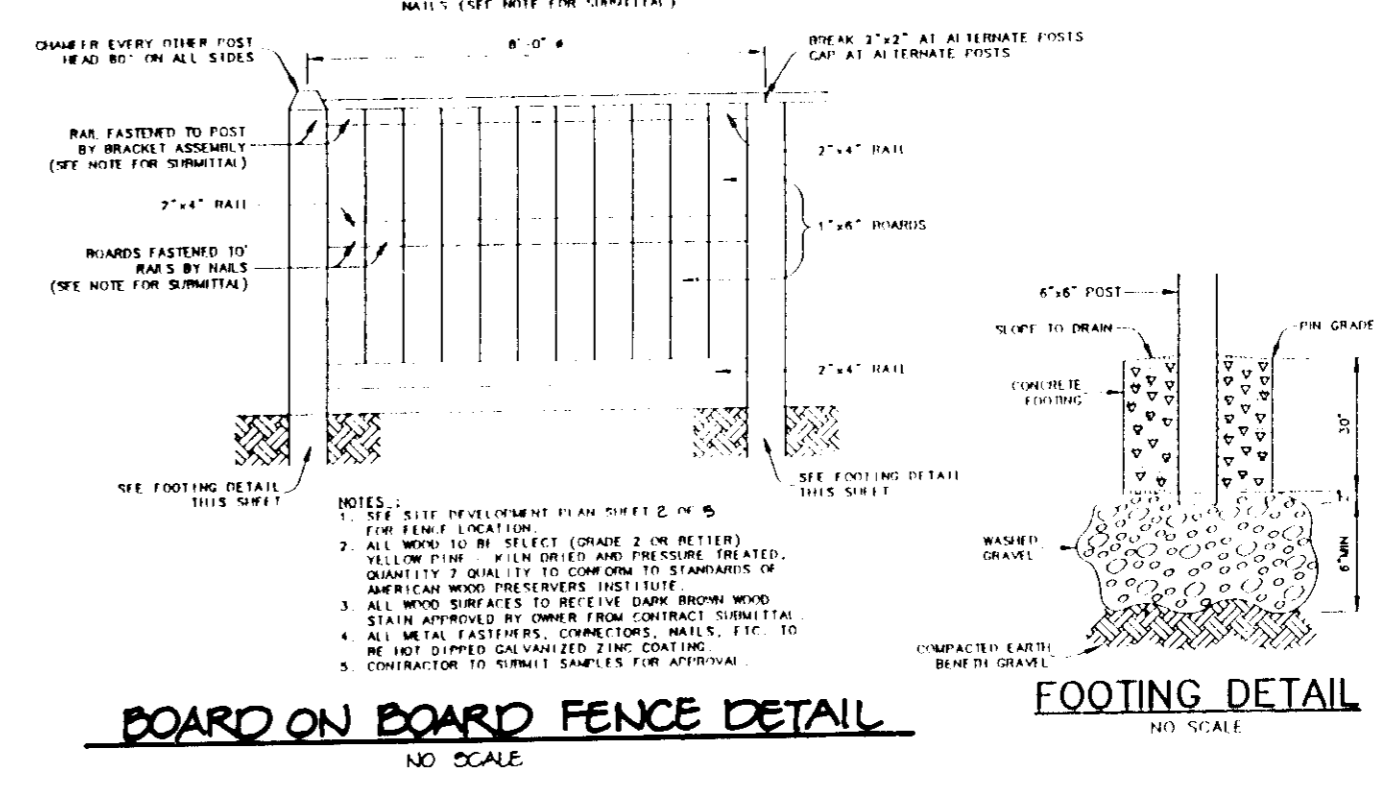 NAILS (SEE NOTE FOR SUBMITTAL)
CHAMFER EVERY OTHER POST
HEAD 80° ON ALL SIDES
8'-0" ø
BREAK 2"x2" AT ALTERNATE POSTS
CAP AT ALTERNATE POSTS
RAIL FASTENED TO POST
BY BRACKET ASSEMBLY
(SEE NOTE FOR SUBMITTAL)
2"x4" RAIL
2"x4" RAIL
1"x6" BOARDS
BOARDS FASTENED TO
RAILS BY NAILS
(SEE NOTE FOR SUBMITTAL)
2"x4" RAIL
SEE FOOTING DETAIL
THIS SHEET
SEE FOOTING DETAIL
THIS SHEET
NOTES:
1. SEE SITE DEVELOPMENT PLAN SHEET 2 OF 5
FOR FENCE LOCATION.
2. ALL WOOD TO BE SELECT (GRADE 2 OR BETTER)
YELLOW PINE - KILN DRIED AND PRESSURE TREATED,
QUANTITY 7 QUALITY TO CONFORM TO STANDARDS OF
AMERICAN WOOD PRESERVERS INSTITUTE.
3. ALL WOOD SURFACES TO RECEIVE DARK BROWN WOOD
STAIN APPROVED BY OWNER FROM CONTRACT SUBMITTAL.
4. ALL METAL FASTENERS, CONNECTORS, NAILS, ETC. TO
BE HOT DIPPED GALVANIZED ZINC COATING.
5. CONTRACTOR TO SUBMIT SAMPLES FOR APPROVAL.
BOARD ON BOARD FENCE DETAIL
NO SCALE
6"x6" POST
SLOPE TO DRAIN
FIN GRADE
CONCRETE
FOOTING
30"
2"
WASHED
GRAVEL
6"MIN
COMPACTED EARTH
BENETH GRAVEL
FOOTING DETAIL
NO SCALE